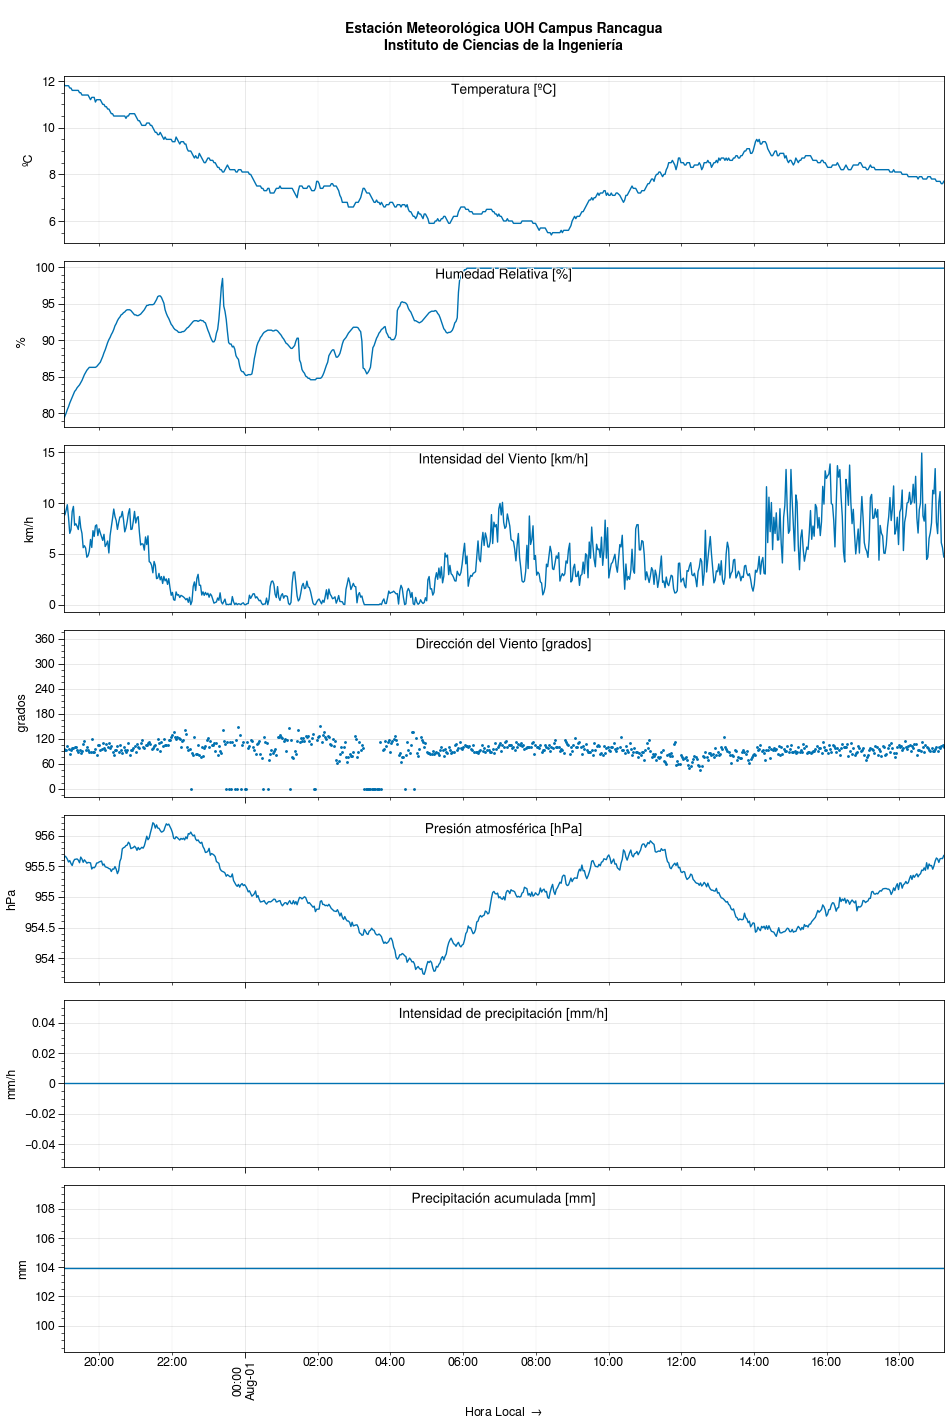 Estación Meteorológica UOH Campus Rancagua
Instituto de Ciencias de la Ingeniería
Temperatura [ºC]
12
10
8
6
ºC
Humedad Relativa [%]
100
95
90
85
80
%
Intensidad del Viento [km/h]
15
10
5
0
km/h
Dirección del Viento [grados]
360
300
240
180
120
60
0
grados
Presión atmosférica [hPa]
956
955.5
955
954.5
954
hPa
Intensidad de precipitación [mm/h]
0.04
0.02
0
−0.02
−0.04
mm/h
Precipitación acumulada [mm]
108
106
104
102
100
mm
20:00 22:00 00:00 02:00 04:00 06:00 08:00 10:00 12:00 14:00 16:00 18:00
Aug-01
Hora Local →